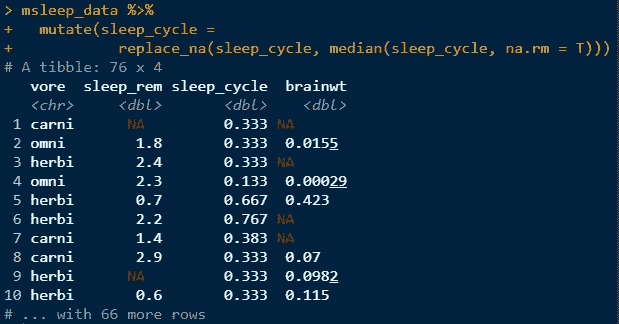 > msleep_data %>%
+   mutate(sleep_cycle =
+            replace_na(sleep_cycle, median(sleep_cycle, na.rm = T)))
# A tibble: 76 x 4
   vore  sleep_rem sleep_cycle  brainwt
   <chr>     <dbl>       <dbl>    <dbl>
 1 carni      NA         0.333 NA
 2 omni        1.8       0.333  0.0155
 3 herbi       2.4       0.333 NA
 4 omni        2.3       0.133  0.00029
 5 herbi       0.7       0.667  0.423
 6 herbi       2.2       0.767 NA
 7 carni       1.4       0.383 NA
 8 carni       2.9       0.333  0.07
 9 herbi      NA         0.333  0.0982
10 herbi       0.6       0.333  0.115
# ... with 66 more rows